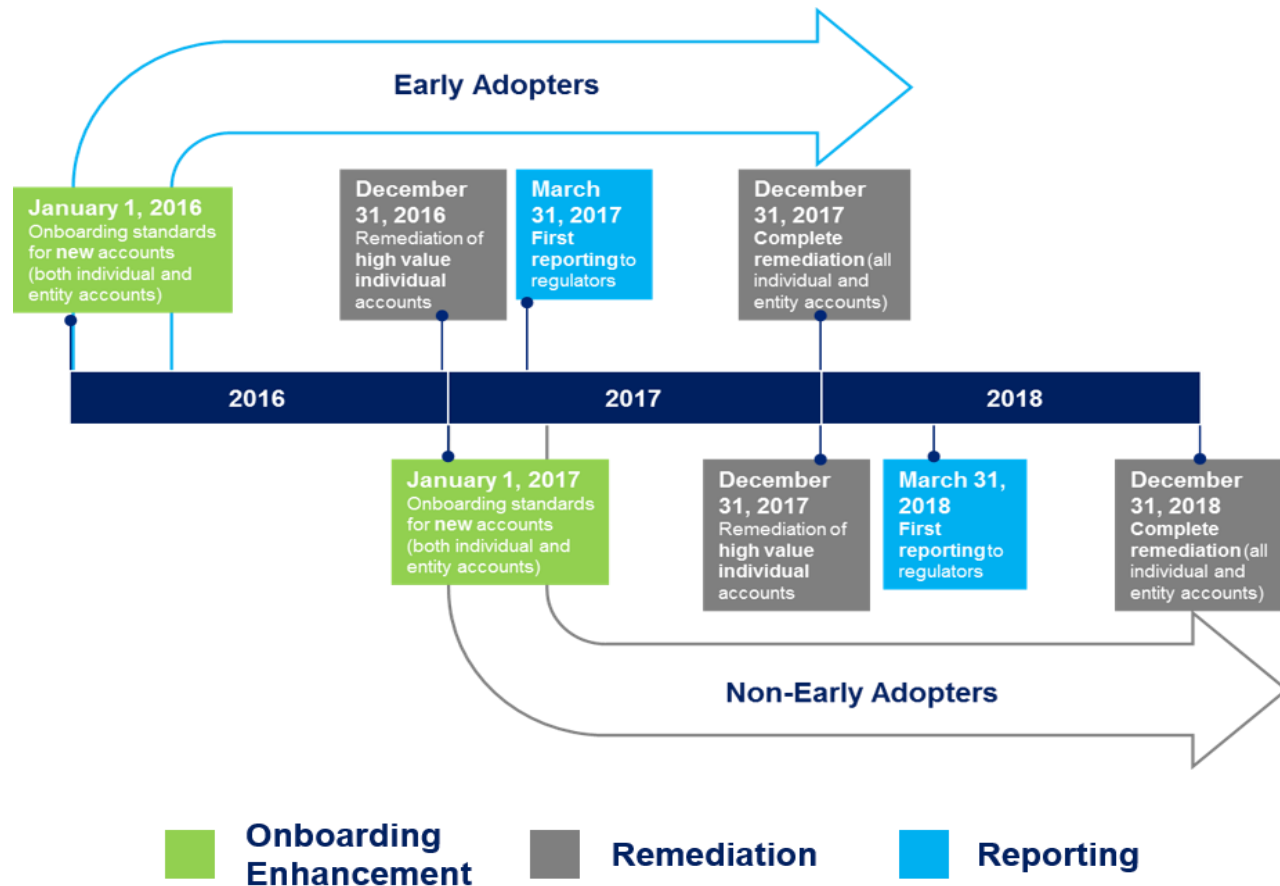 Early Adopters
January 1, 2016
Onboarding standards
for new accounts
(both individual and
entity accounts)
December
31, 2016
Remediation of
high value
individual
accounts
March
31, 2017
First
reporting to
regulators
December
31, 2017
Complete
remediation (all
individual and
entity accounts)
2016
2017
2018
January 1, 2017
Onboarding standards
for new accounts
(both individual and
entity accounts)
December
31, 2017
Remediation of
high value
individual
accounts
March 31,
2018
First
reporting to
regulators
December
31, 2018
Complete
remediation (all
individual and
entity accounts)
Non-Early Adopters
Onboarding
Enhancement
Remediation
Reporting